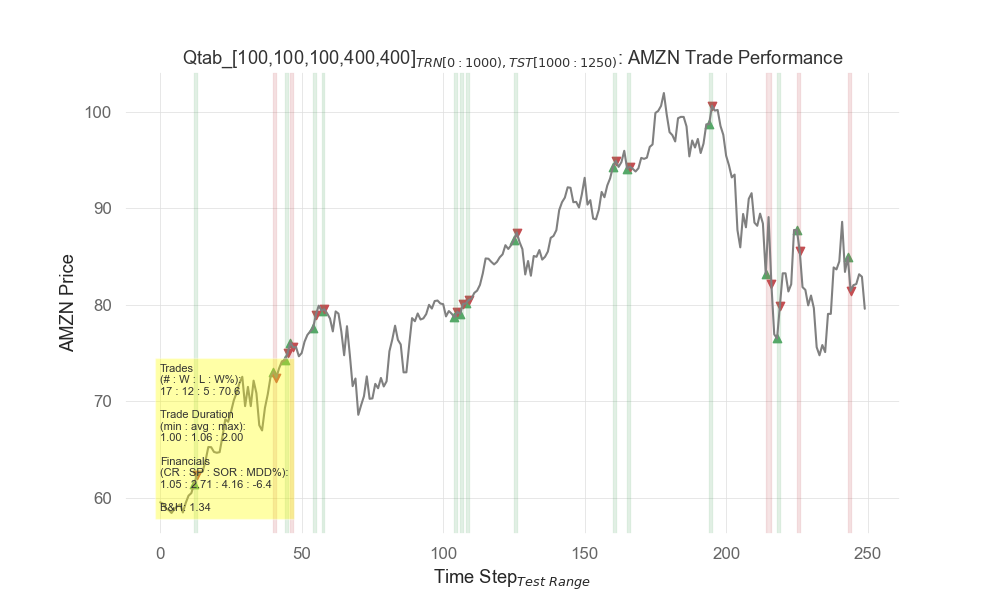 Qtab_[100,100,100,400,400]TRN[0:1000),TST[1000:1250): AMZN Trade Performance
100
90
80
70
60
AMZN Price
Trades
(# : W : L : W%):
17 : 12 : 5 : 70.6
Trade Duration
(min : avg : max):
1.00 : 1.06 : 2.00
Financials
(CR : SP : SOR : MDD%):
1.05 : 2.71 : 4.16 : -6.4
B&H: 1.34
0 50 100 150 200 250
Time StepTest Range